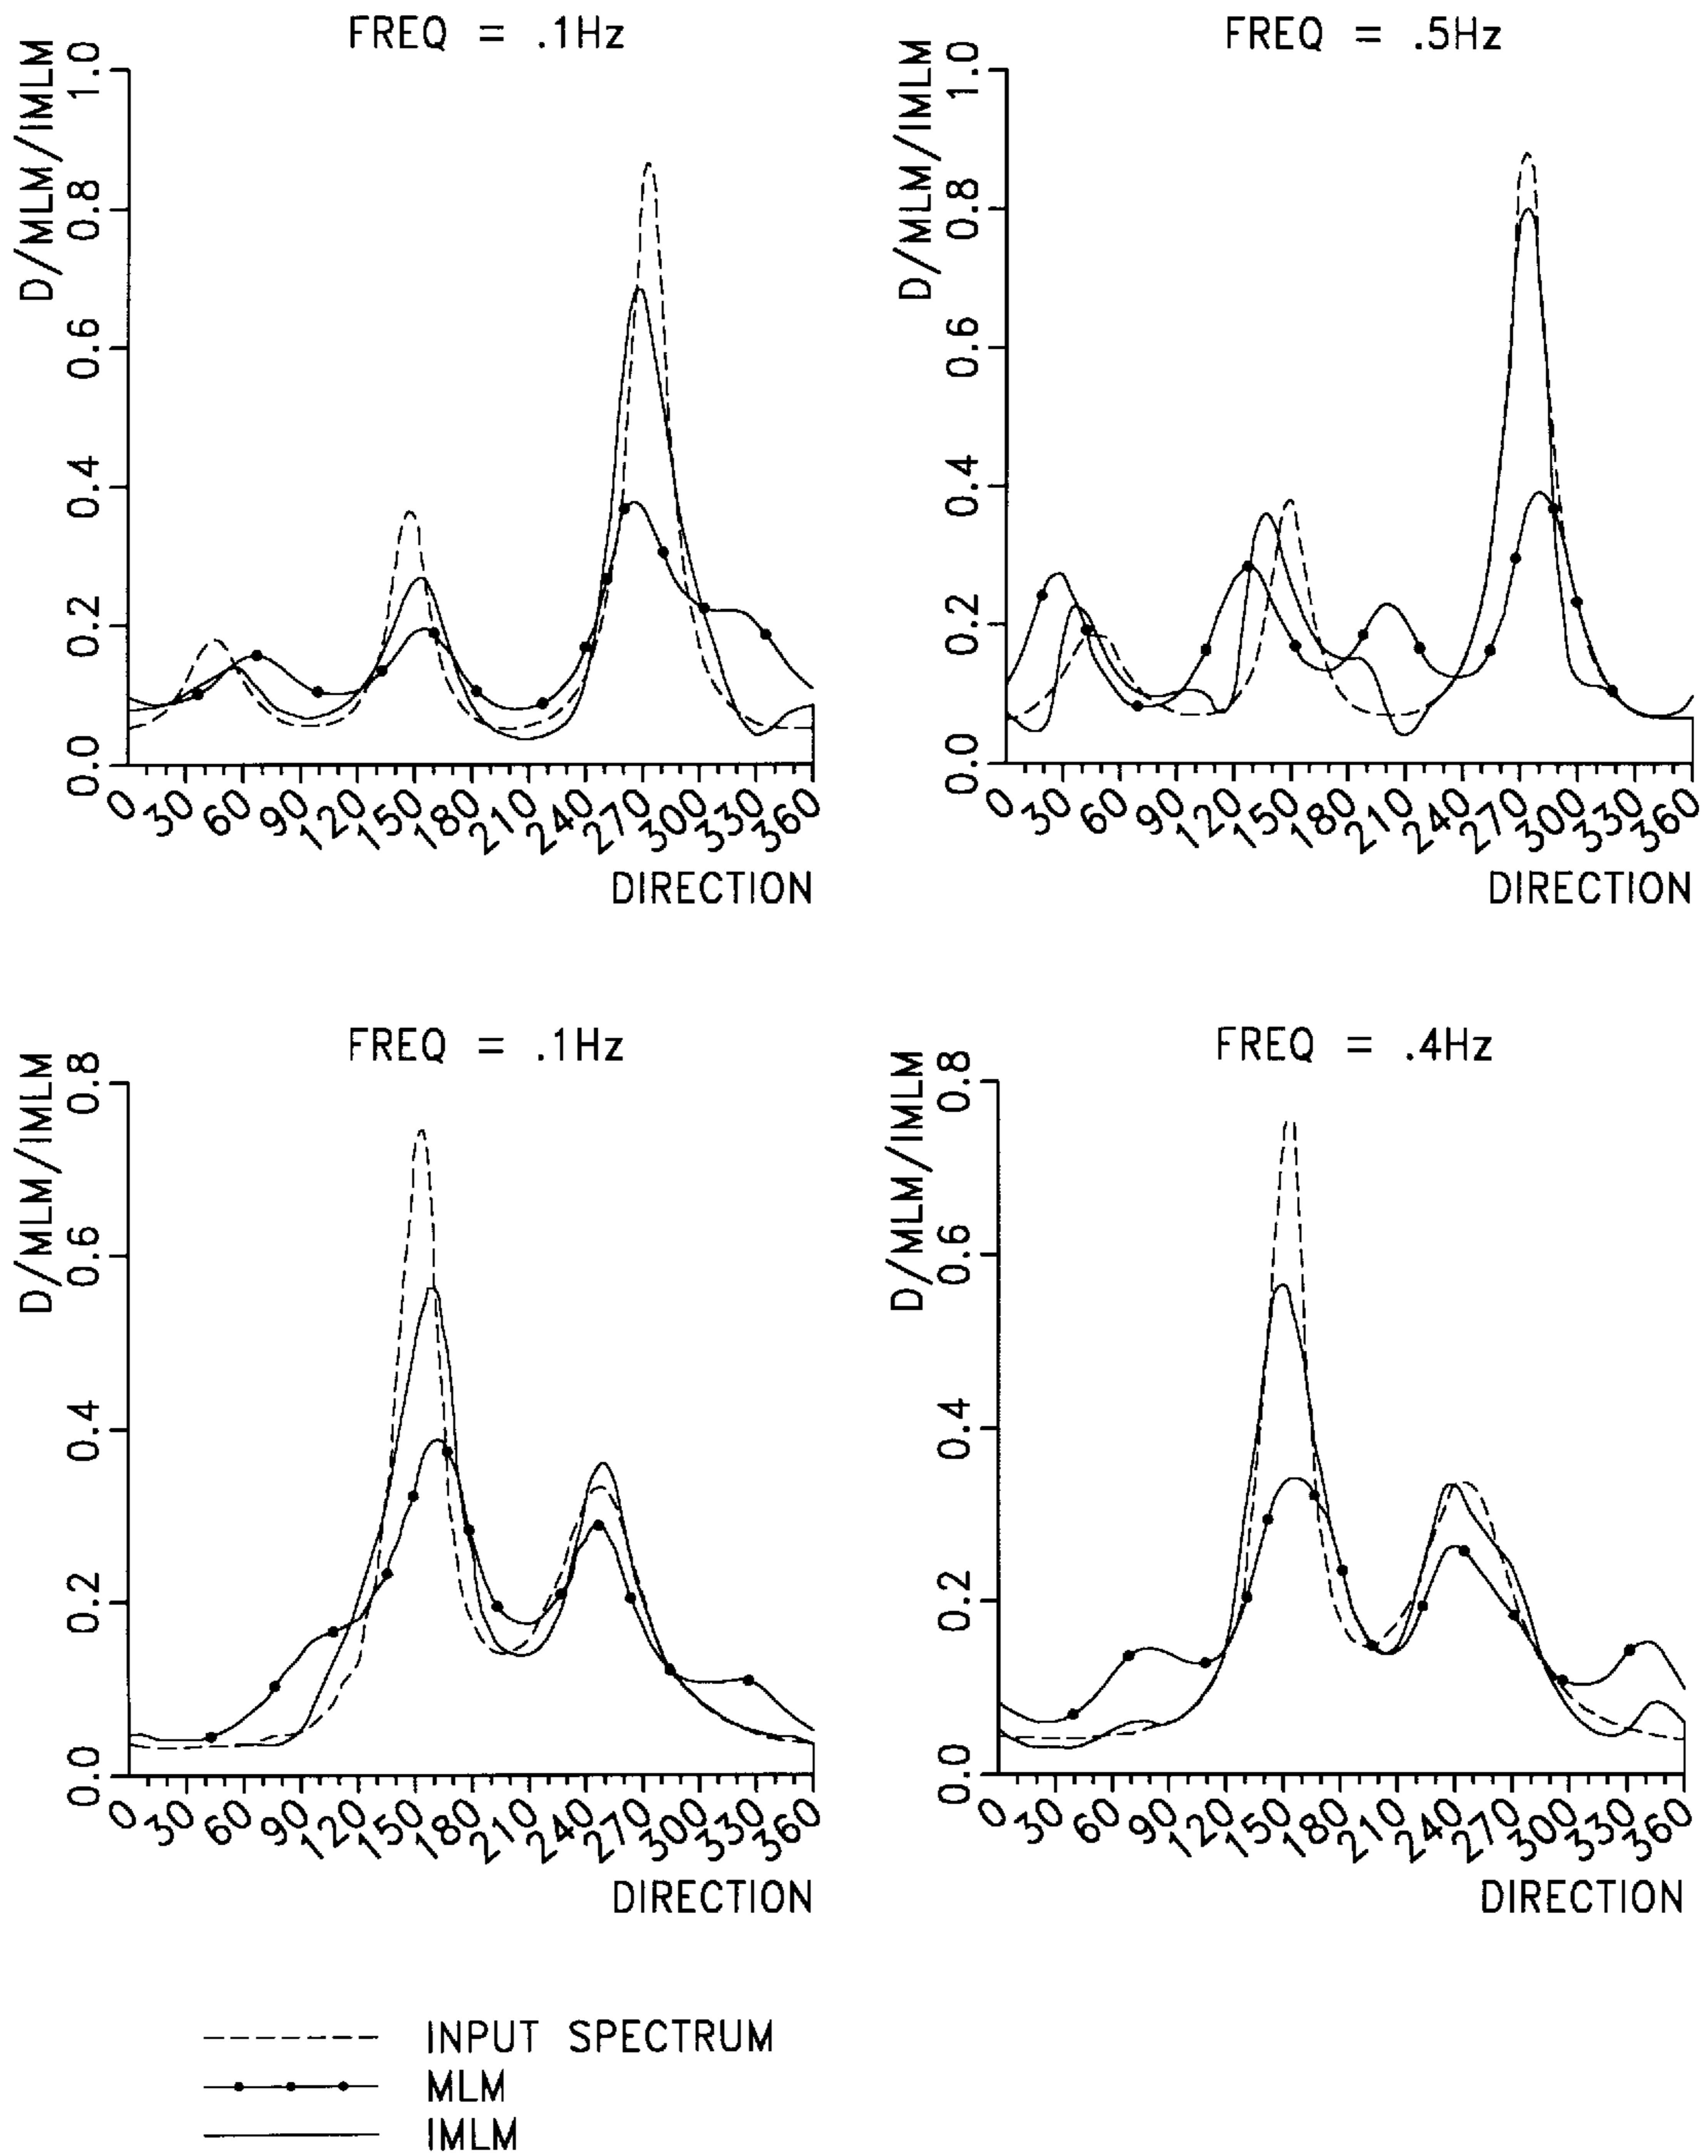 FREQ = .1Hz
D/MLM/IMLM
1.0
0.8
0.6
0.4
0.2
0.0
0 30 60 90 120 150 180 210 240 270 300 330 360
DIRECTION
FREQ = .5Hz
D/MLM/IMLM
1.0
0.8
0.6
0.4
0.2
0.0
0 30 60 90 120 150 180 210 240 270 300 330 360
DIRECTION
FREQ = .1Hz
D/MLM/IMLM
0.8
0.6
0.4
0.2
0.0
0 30 60 90 120 150 180 210 240 270 300 330 360
DIRECTION
FREQ = .4Hz
D/MLM/IMLM
0.8
0.6
0.4
0.2
0.0
0 30 60 90 120 150 180 210 240 270 300 330 360
DIRECTION
INPUT SPECTRUM
MLM
IMLM